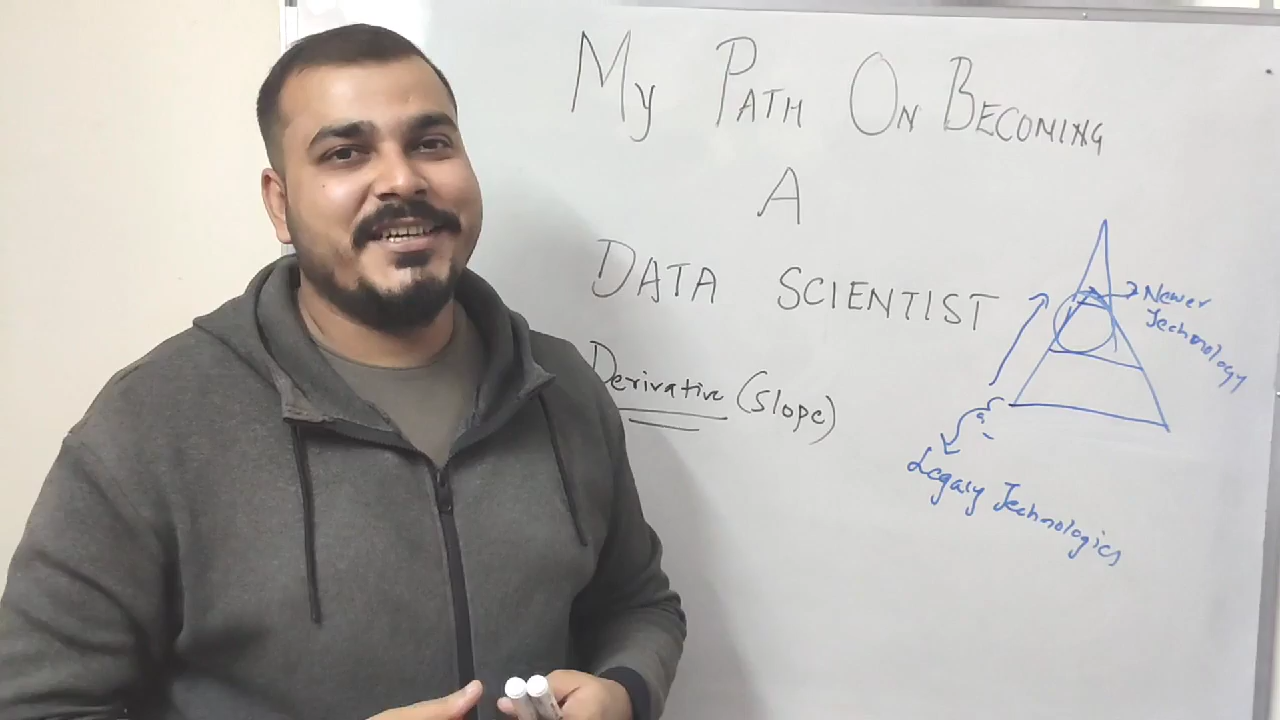 My PATH ON BECOMING
A
DATA SCIENTIST
Derivative (Slope)
Newer
Technology
Legacy Technologies